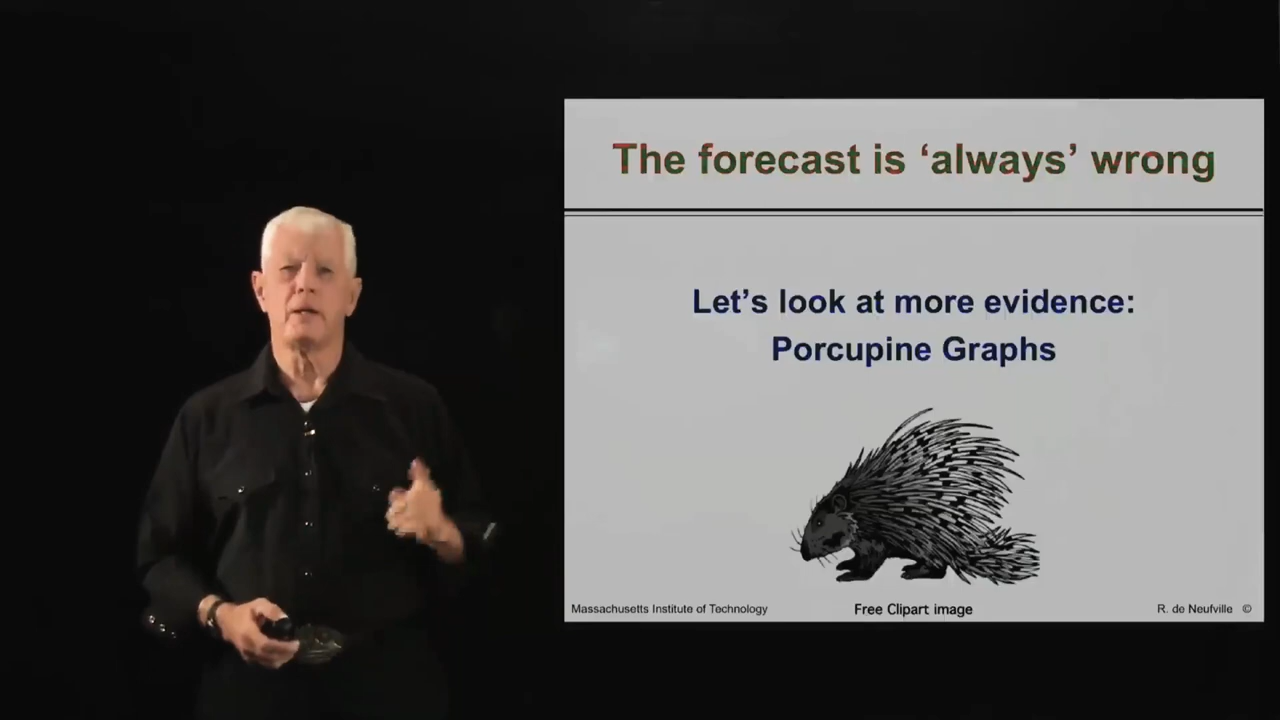 The forecast is ‘always’ wrong
Let’s look at more evidence:
Porcupine Graphs
Massachusetts Institute of Technology
Free Clipart image
R. de Neufville ©